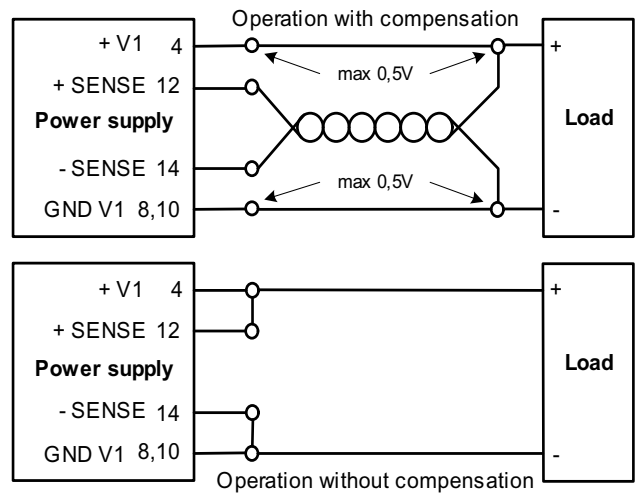 Operation with compensation
+ V1 4
+
max 0,5V
+ SENSE 12
Power supply
Load
- SENSE 14
max 0,5V
GND V1 8,10
-
+ V1 4
+
+ SENSE 12
Power supply
Load
- SENSE 14
GND V1 8,10
-
Operation without compensation